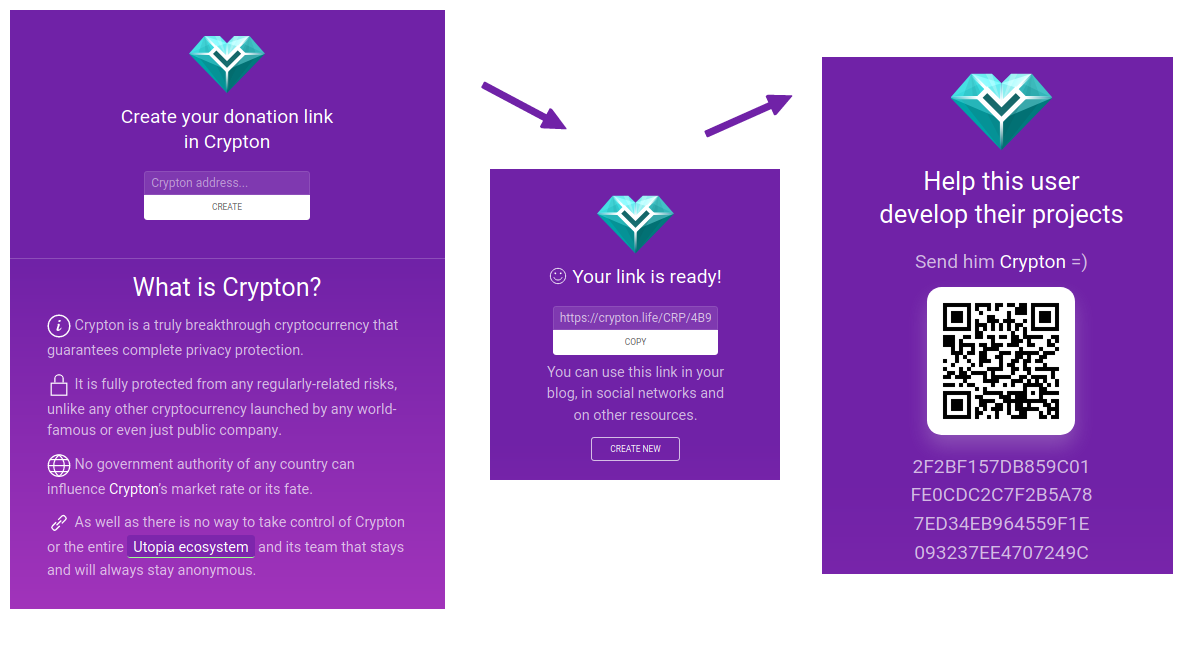 Create your donation link
in Crypton
Crypton address...
CREATE
What is Crypton?
Crypton is a truly breakthrough cryptocurrency that
guarantees complete privacy protection.
It is fully protected from any regularly-related risks,
unlike any other cryptocurrency launched by any world-
famous or even just public company.
No government authority of any country can
influence Crypton's market rate or its fate.
As well as there is no way to take control of Crypton
or the entire Utopia ecosystem and its team that stays
and will always stay anonymous.
Your link is ready!
https://crypton.life/CRP/4B9
COPY
You can use this link in your
blog, in social networks and
on other resources.
CREATE NEW
Help this user
develop their projects
Send him Crypton =)
2F2BF157DB859C01
FE0CDC2C7F2B5A78
7ED34EB964559F1E
093237EE4707249C